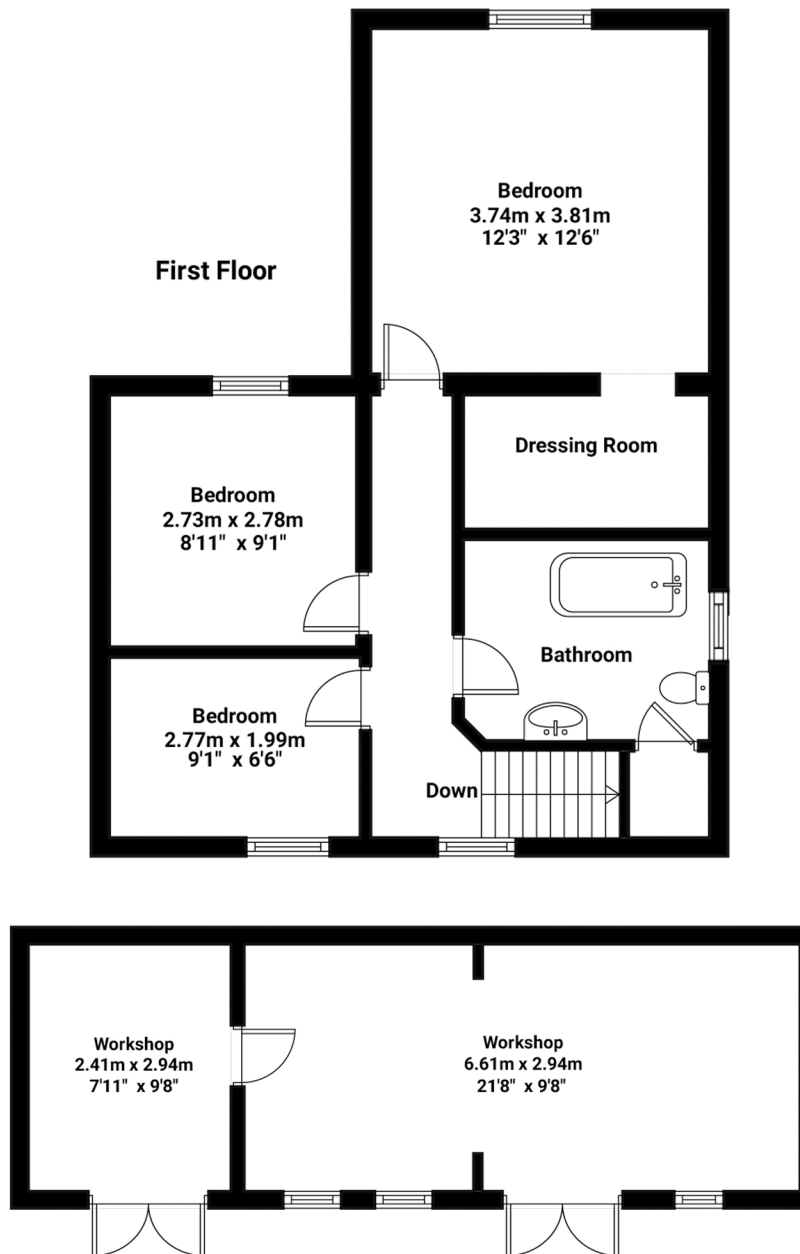 Bedroom
3.74m x 3.81m
12'3" x 12'6"
First Floor
Dressing Room
Bedroom
2.73m x 2.78m
8'11" x 9'1"
Bathroom
Bedroom
2.77m x 1.99m
9'1" x 6'6"
Down
Workshop
2.41m x 2.94m
7'11" x 9'8"
Workshop
6.61m x 2.94m
21'8" x 9'8"